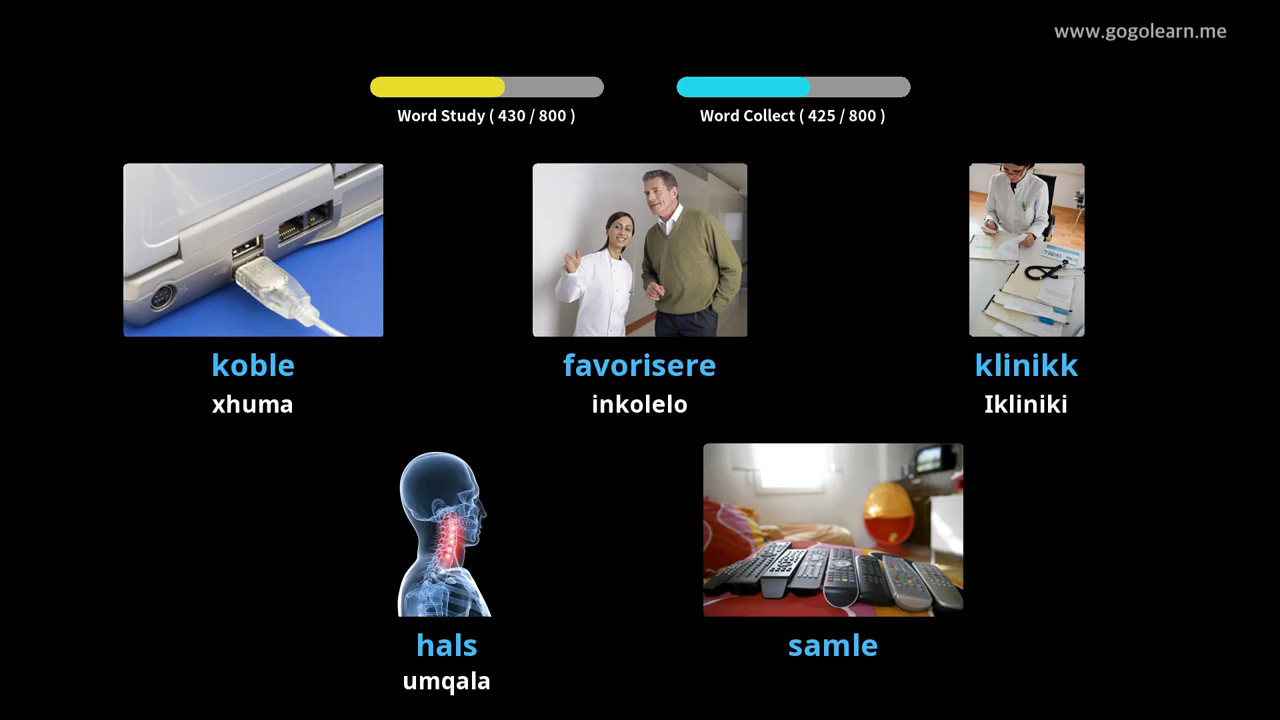 www.gogolearn.me
Word Study ( 430 / 800 )
Word Collect ( 425 / 800 )
koble
xhuma
favorisere
inkolelo
klinikk
Ikliniki
hals
umqala
samle